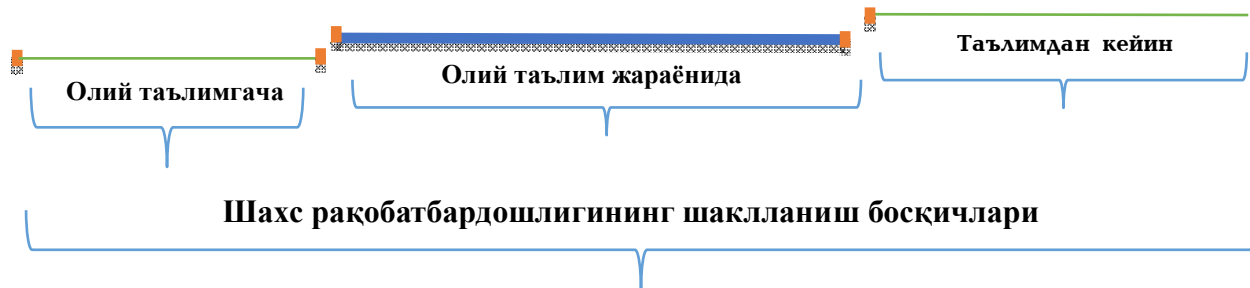 Олий таълимгача
Олий таълим жараёнида
Таълимдан кейин
Шахс рақобатбардошлигининг шаклланиш босқичлари